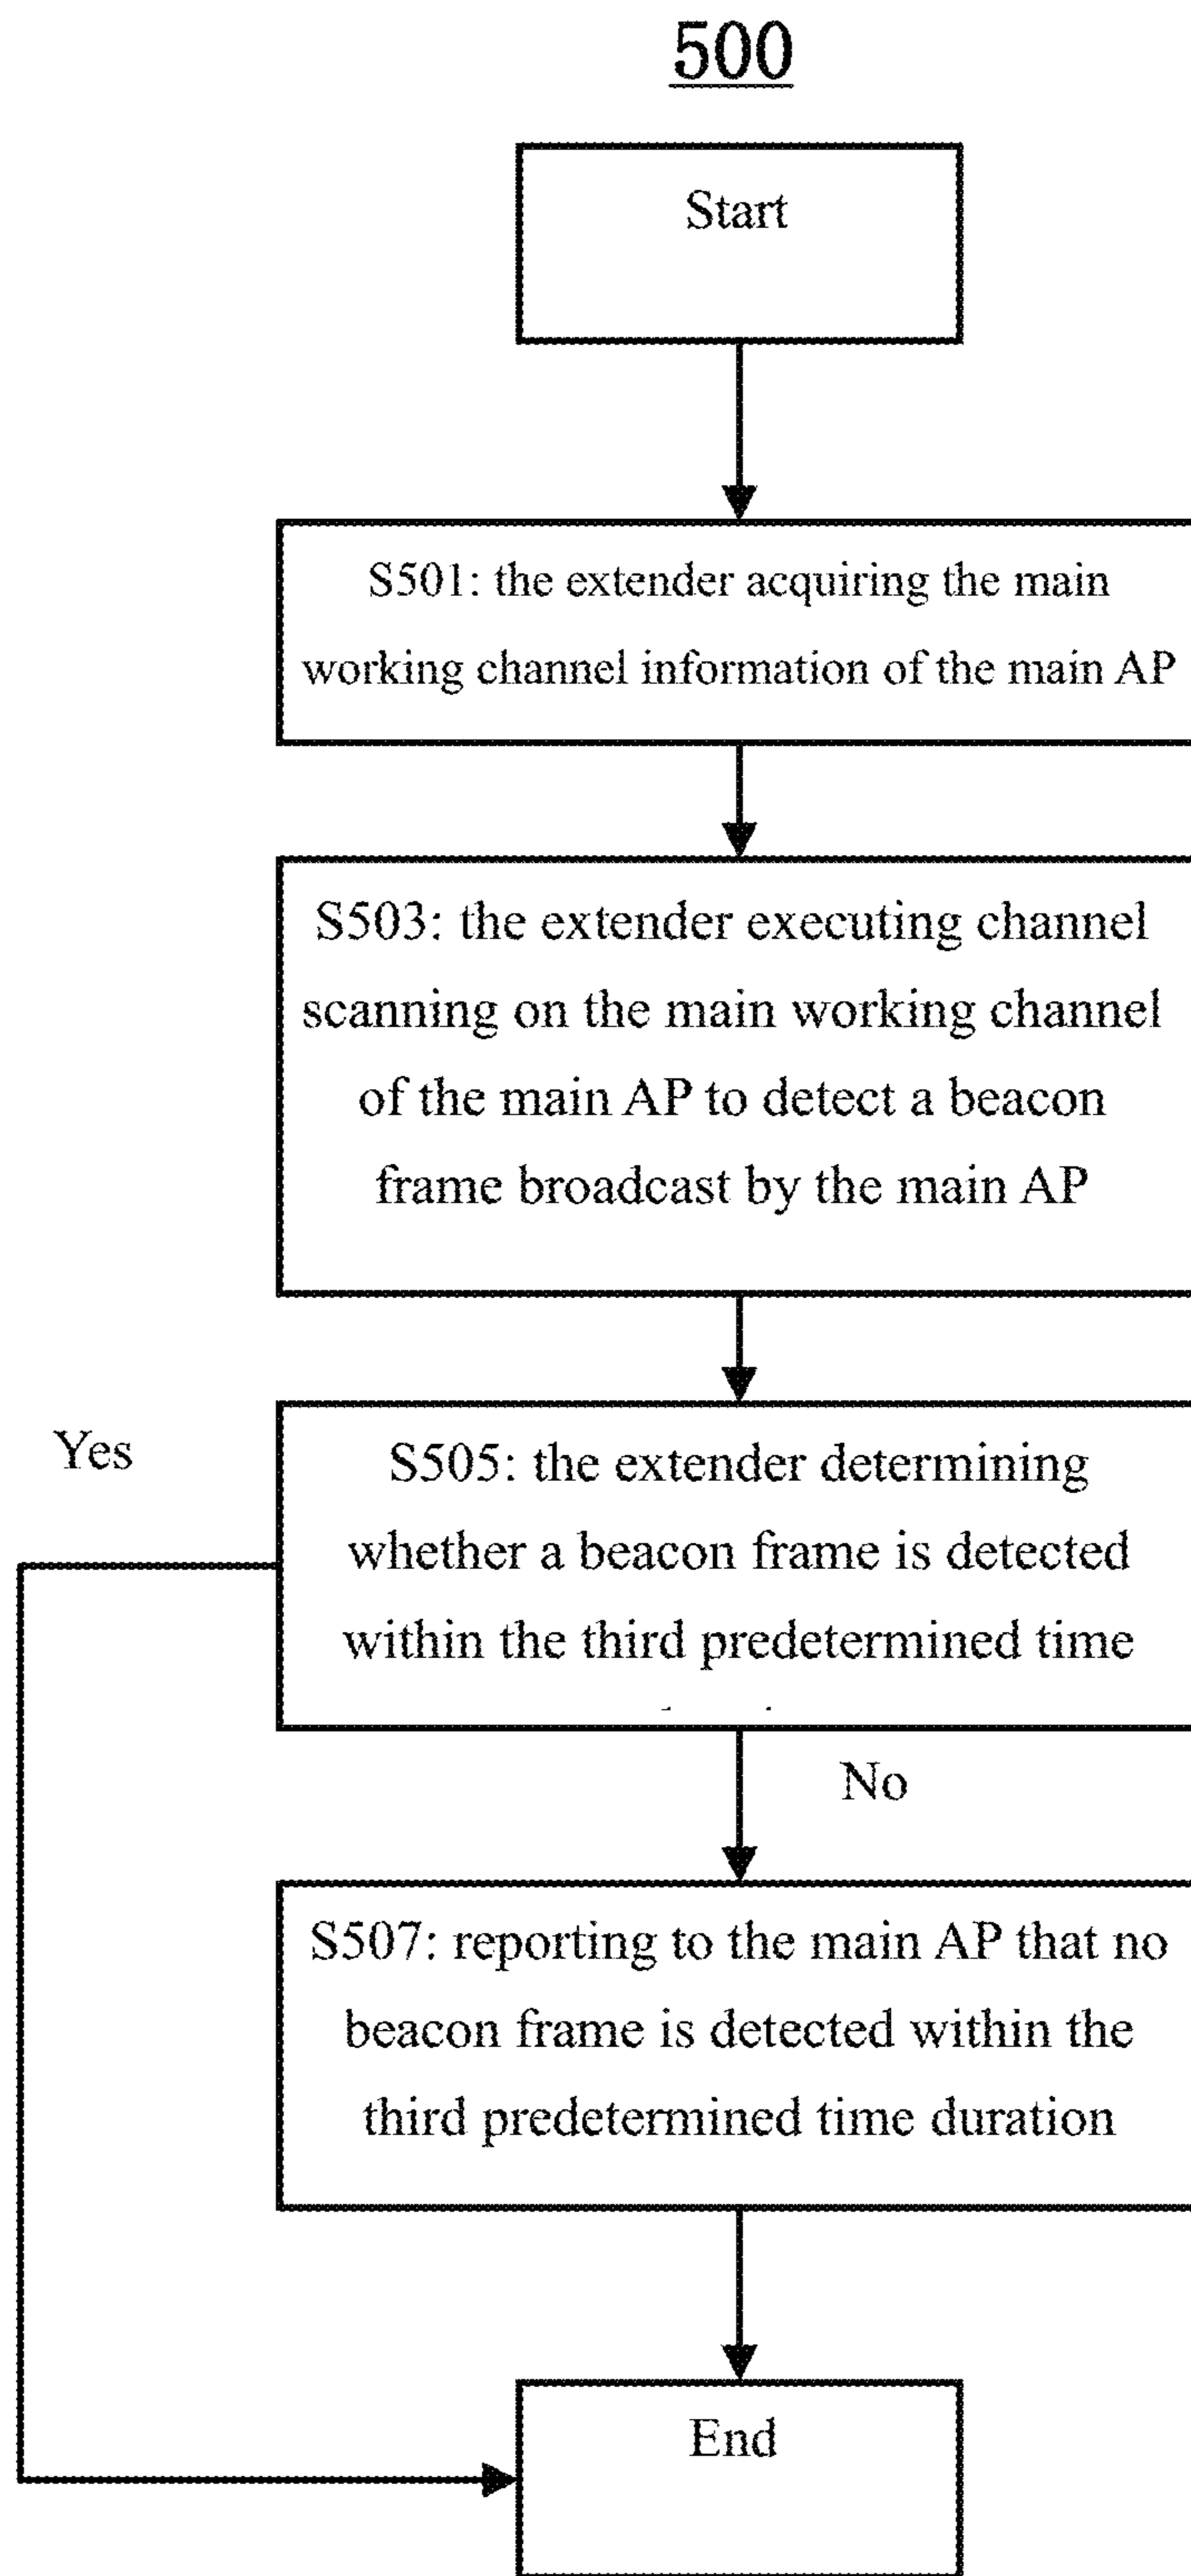 500
Start
S501: the extender acquiring the main
working channel information of the main AP
S503: the extender executing channel
scanning on the main working channel
of the main AP to detect a beacon
frame broadcast by the main AP
Yes
S505: the extender determining
whether a beacon frame is detected
within the third predetermined time
No
S507: reporting to the main AP that no
beacon frame is detected within the
third predetermined time duration
End